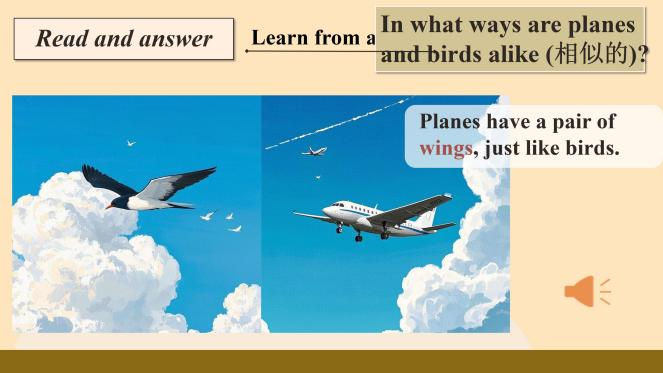 Read and answer
Learn from a
In what ways are planes
and birds alike (相似的)?
Planes have a pair of
wings, just like birds.